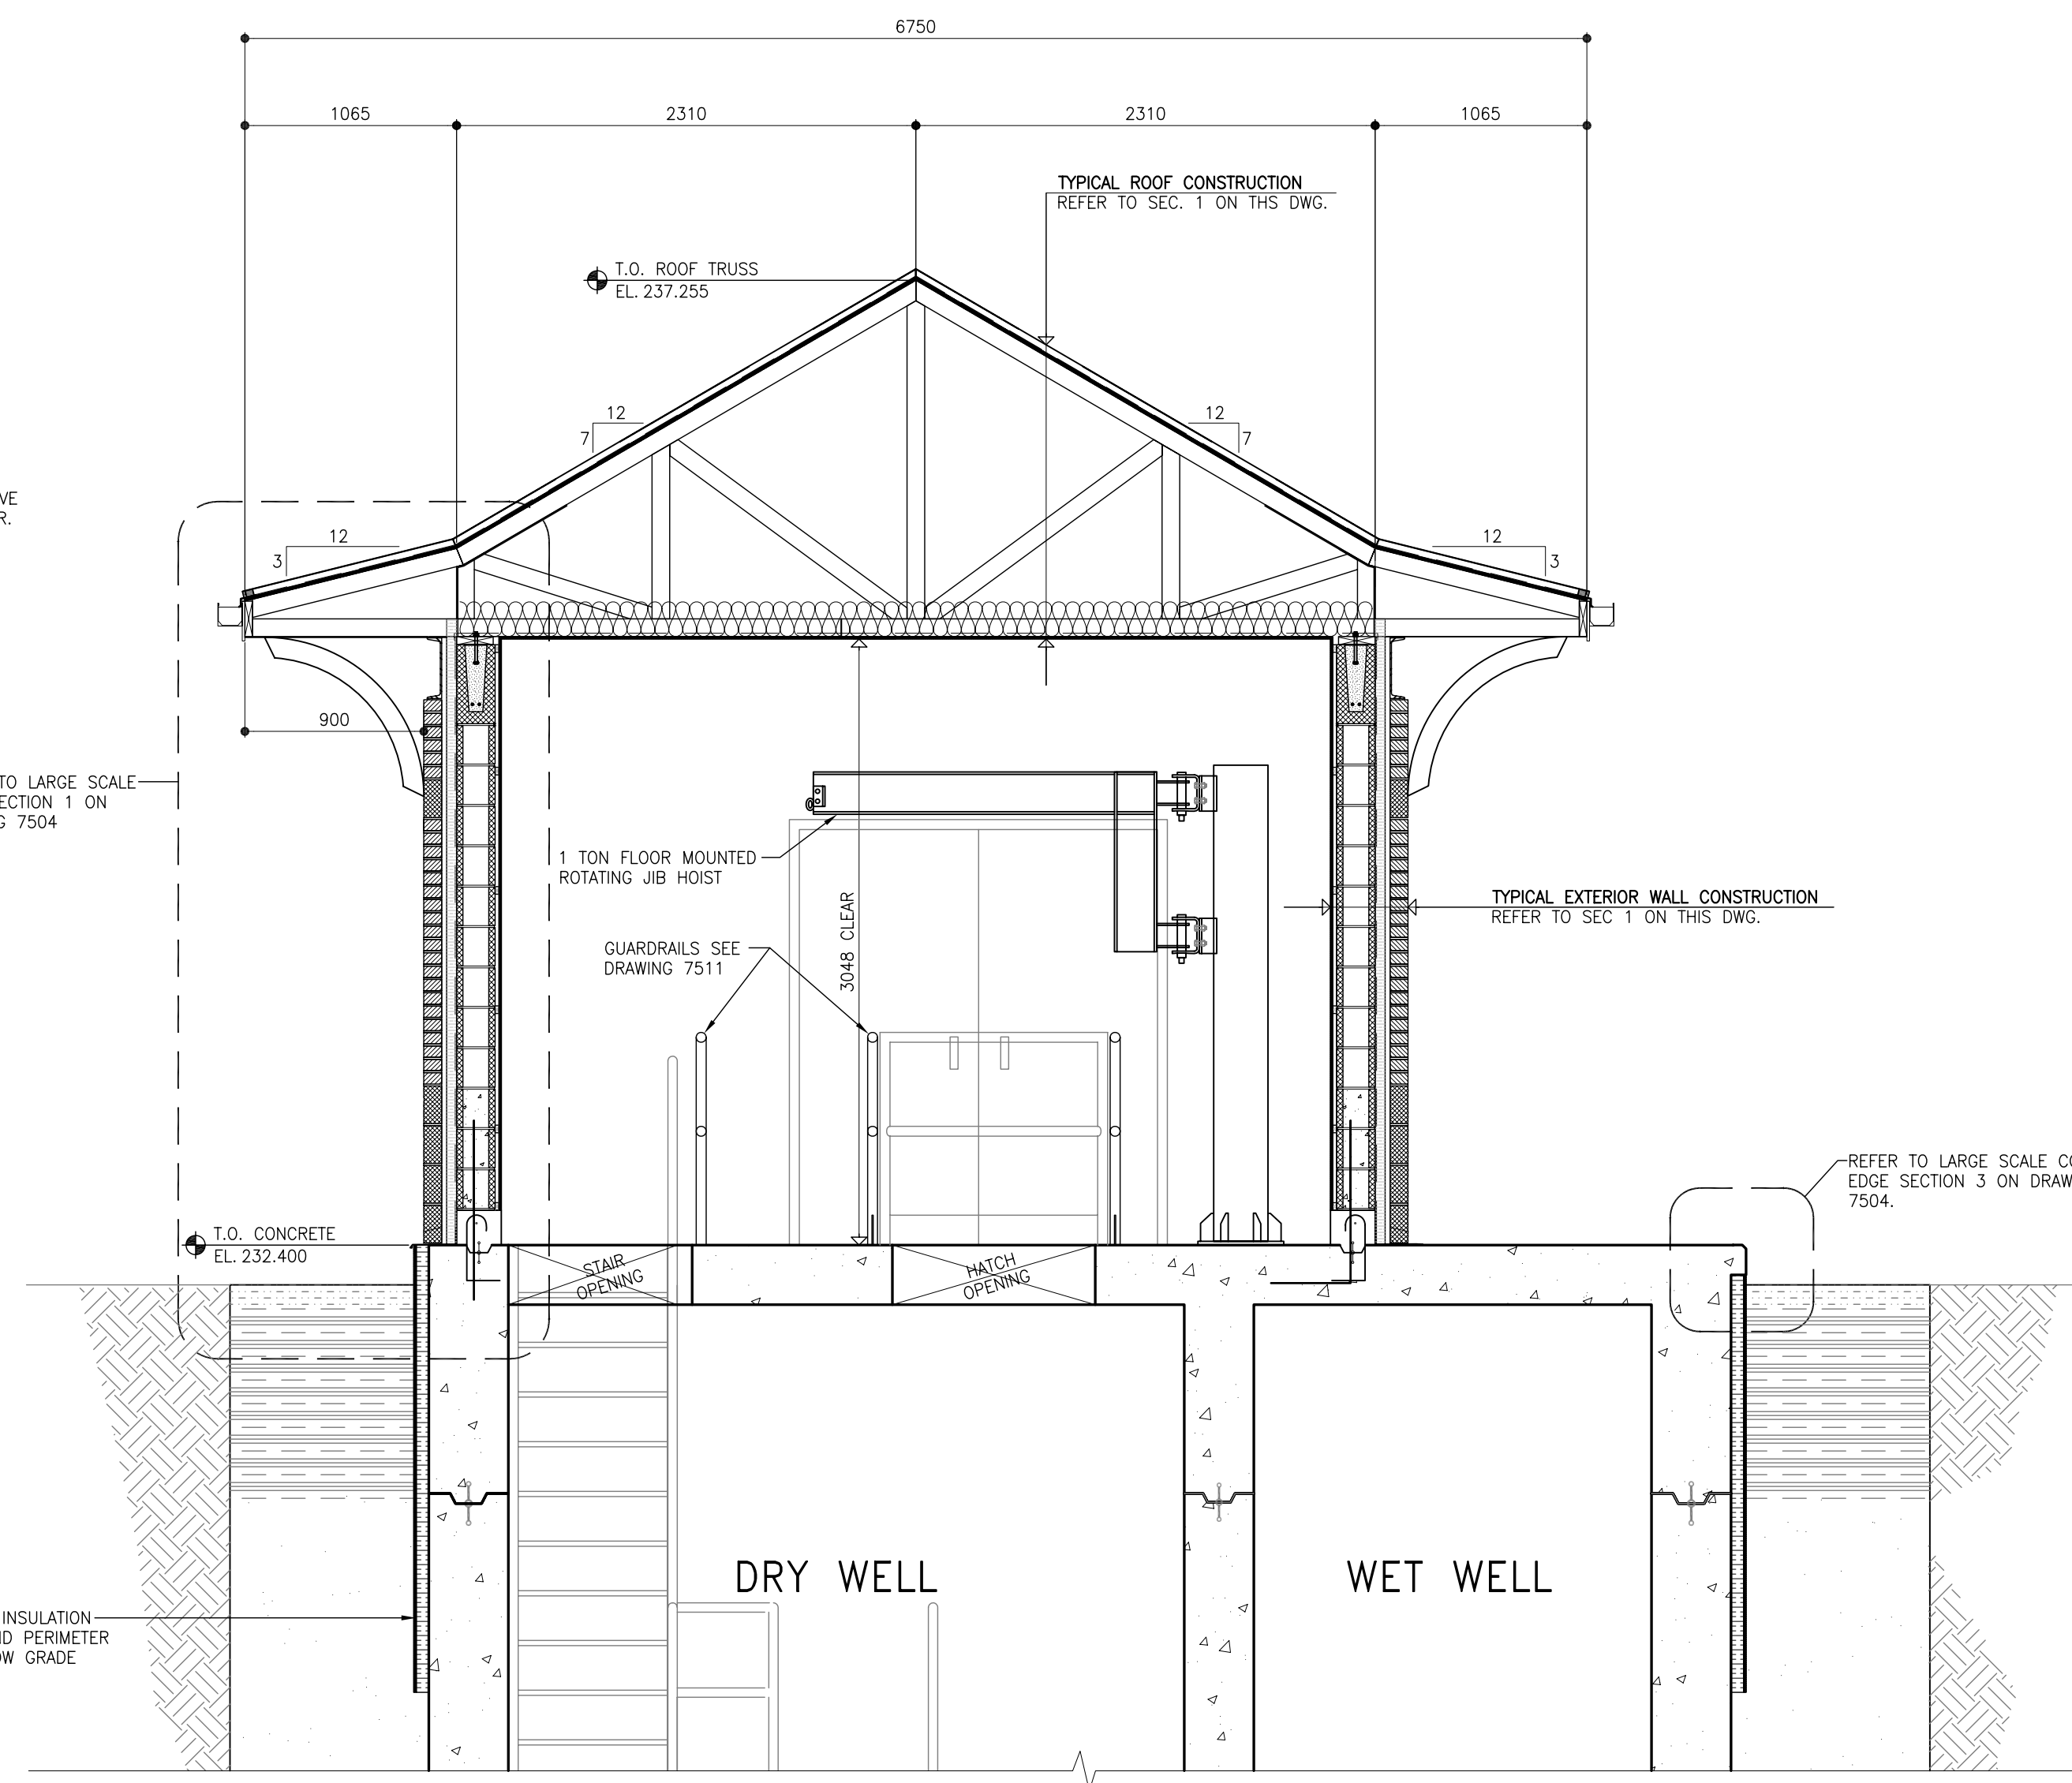 6750
1065 2310 2310 1065
TYPICAL ROOF CONSTRUCTION
REFER TO SEC. 1 ON THS DWG.
T.O. ROOF TRUSS
EL. 237.255
12
7
12
7
12
3
12
3
900
TO LARGE SCALE
SECTION 1 ON
7504
1 TON FLOOR MOUNTED
ROTATING JIB HOIST
3048 CLEAR
TYPICAL EXTERIOR WALL CONSTRUCTION
REFER TO SEC 1 ON THIS DWG.
GUARDRAILS SEE
DRAWING 7511
REFER TO LARGE SCALE
EDGE SECTION 3 ON
7504.
T.O. CONCRETE
EL. 232.400
STAIR
OPENING
HATCH
OPENING
DRY WELL
WET WELL
INSULATION
PERIMETER
GRADE